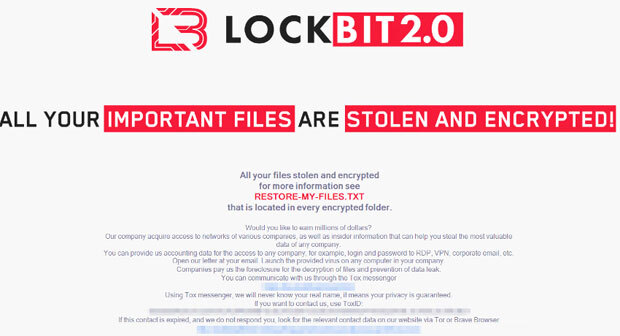 LOCKBIT 2.0
ALL YOUR IMPORTANT FILES ARE STOLEN AND ENCRYPTED!
All your files stolen and encrypted
for more information see
RESTORE-MY-FILES.TXT
that is located in every encrypted folder.
Would you like to earn millions of dollars?
Our company acquire access to networks of various companies, as well as insider information that can help you steal the most valuable
data of any company.
You can provide us accounting data for the access to any company, for example, login and password to RDP, VPN, corporate email, etc.
Open our letter at your email. Launch the provided virus on any computer in your company.
Companies pay us the foreclosure for the decryption of files and prevention of data leak.
You can communicate with us through the Tox messenger
Using Tox messenger, we will never know your real name, it means your privacy is guaranteed.
If you want to contact us, use ToxID:
If this contact is expired, and we do not respond you, look for the relevant contact data on our website via Tor or Brave Browser